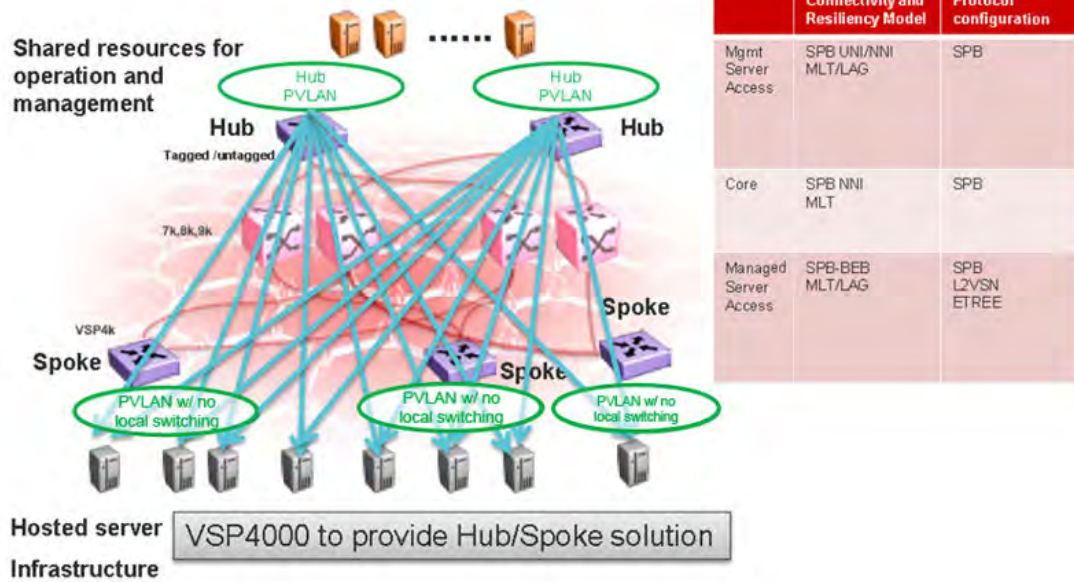 Shared resources for
operation and
management
Hub
PVLAN
Hub
PVLAN
Hub
Hub
Tagged /untagged
7k,8k,9k
VSP4k
Spoke
Spoke
Spoke
PVLAN w/ no
local switching
PVLAN w/ no
local switching
PVLAN w/ no
local switching
Hosted server
Infrastructure
VSP4000 to provide Hub/Spoke solution
Connectivity and
Resiliency Model
Protocol
configuration
Mgmt
Server
Access
SPB UNI/NNI
MLT/LAG
SPB
Core
SPB NNI
MLT
SPB
Managed
Server
Access
SPB-BEB
MLT/LAG
SPB
L2VSN
ETREE